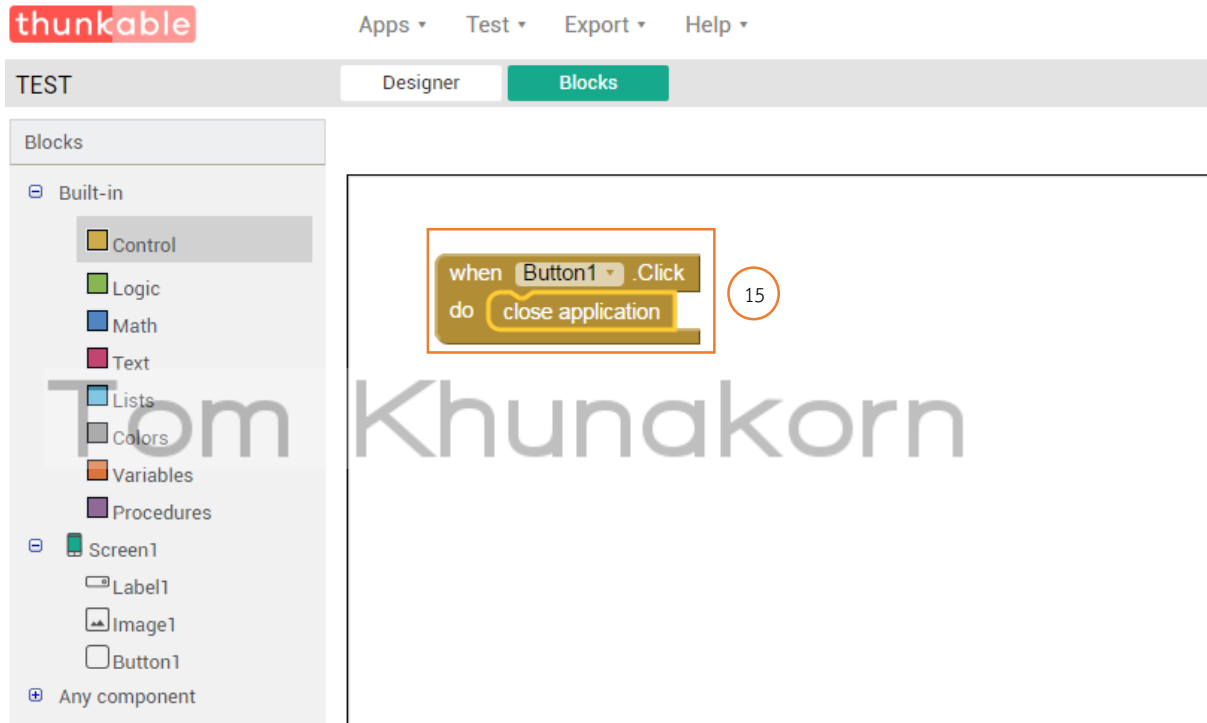 thunkable
Apps Test Export Help
TEST
Designer Blocks
Blocks
Built-in
Control
Logic
Math
Text
Lists
Colors
Variables
Procedures
Screen1
Label1
Image1
Button1
Any component
when Button1 .Click
do close application
15
Tom Khunakorn